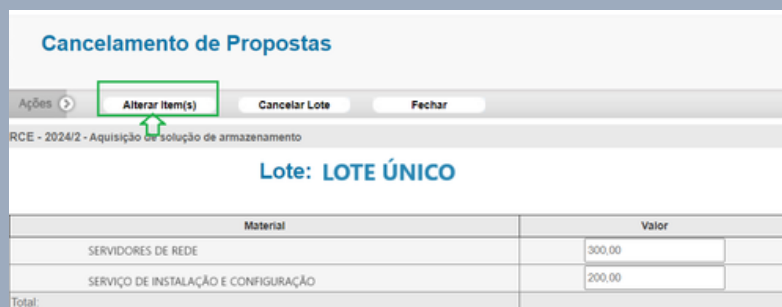 Cancelamento de Propostas
Ações Alterar Item(s) Cancelar Lote Fechar
RCE - 2024/2 - Aquisição de solução de armazenamento
Lote: LOTE ÚNICO
Material Valor
SERVIDORES DE REDE 300,00
SERVIÇO DE INSTALAÇÃO E CONFIGURAÇÃO 200,00
Total: